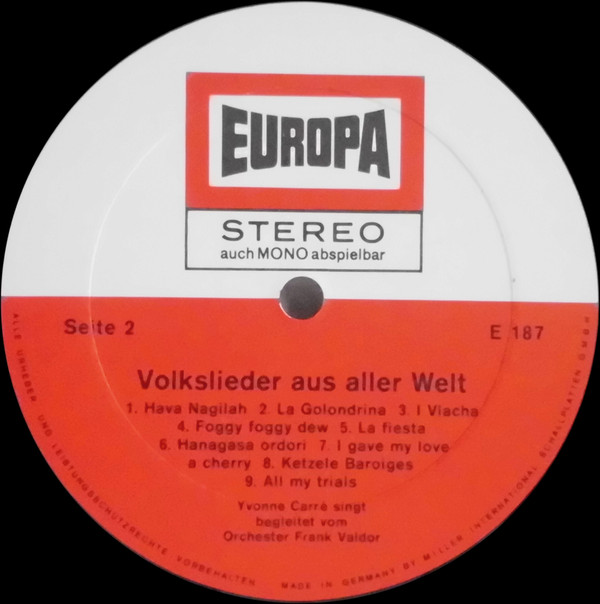 EUROPA
STEREO
auch MONO abspielbar
Seite 2
E 187
Volkslieder aus aller Welt
1. Hava Nagilah 2. La Golondrina 3. I Viacha
4. Foggy foggy dew 5. La fiesta
6. Hanagasa ordori 7. I gave my love
a cherry 8. Ketzele Baroiges
9. All my trials
Yvonne Carré singt
begleitet vom
Orchester Frank Valdor
ALLE URHEBER- UND LEISTUNGSSCHUTZRECHTE VORBEHALTEN
MADE IN GERMANY BY MILLER INTERNATIONAL SCHALLPLATTEN GMBH